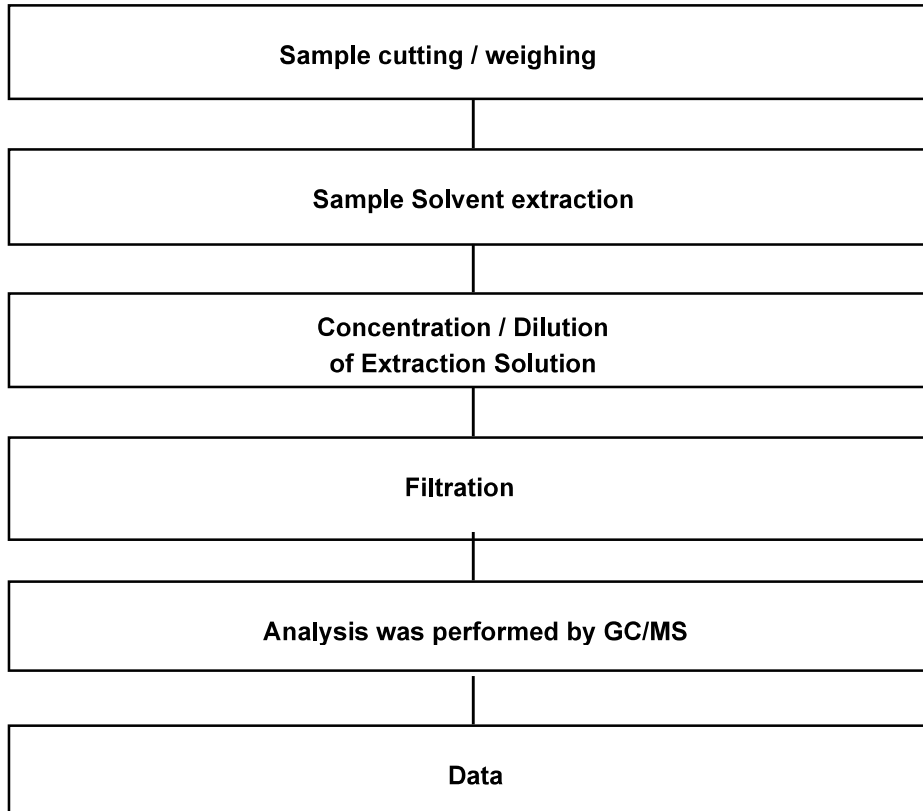 Sample cutting / weighing
Sample Solvent extraction
Concentration / Dilution
of Extraction Solution
Filtration
Analysis was performed by GC/MS
Data